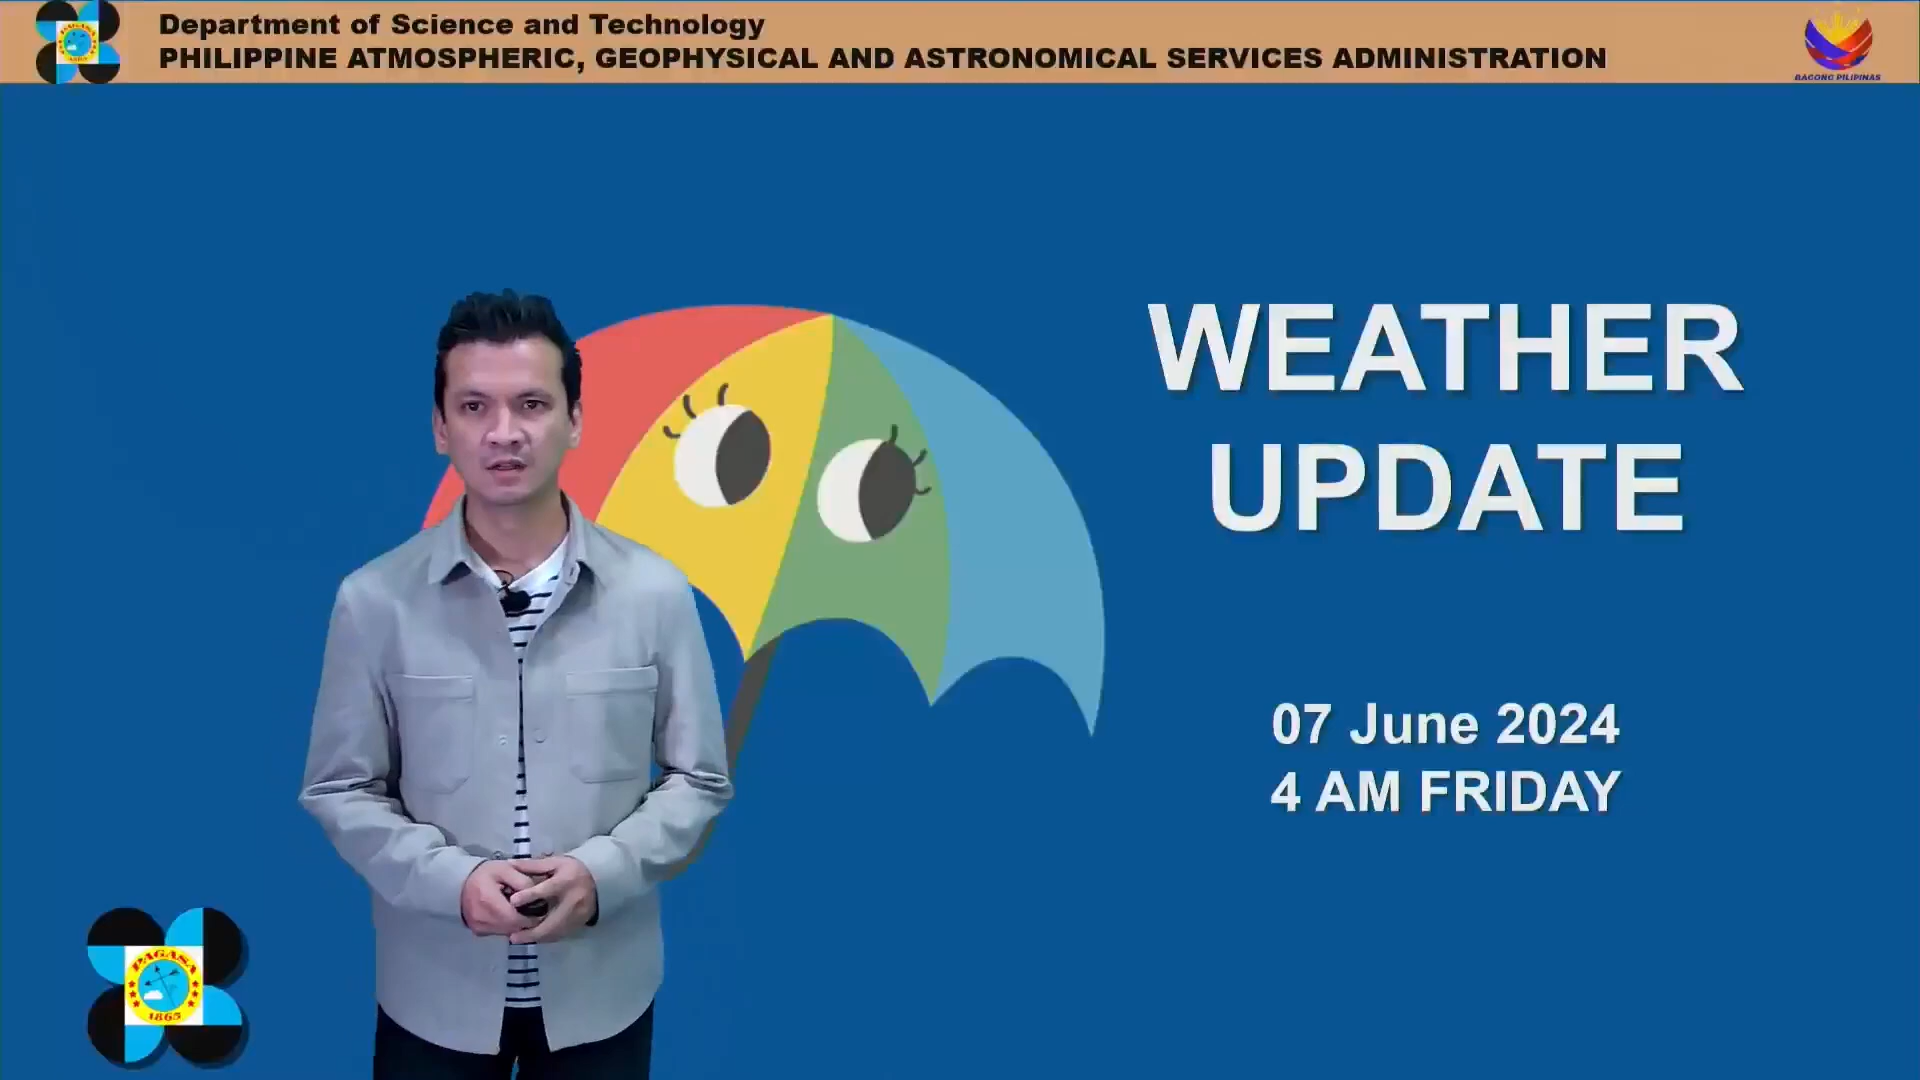 Department of Science and Technology
PHILIPPINE ATMOSPHERIC, GEOPHYSICAL AND ASTRONOMICAL SERVICES ADMINISTRATION
BAGONG PILIPINAS
WEATHER
UPDATE
07 June 2024
4 AM FRIDAY
PAGASA
1865